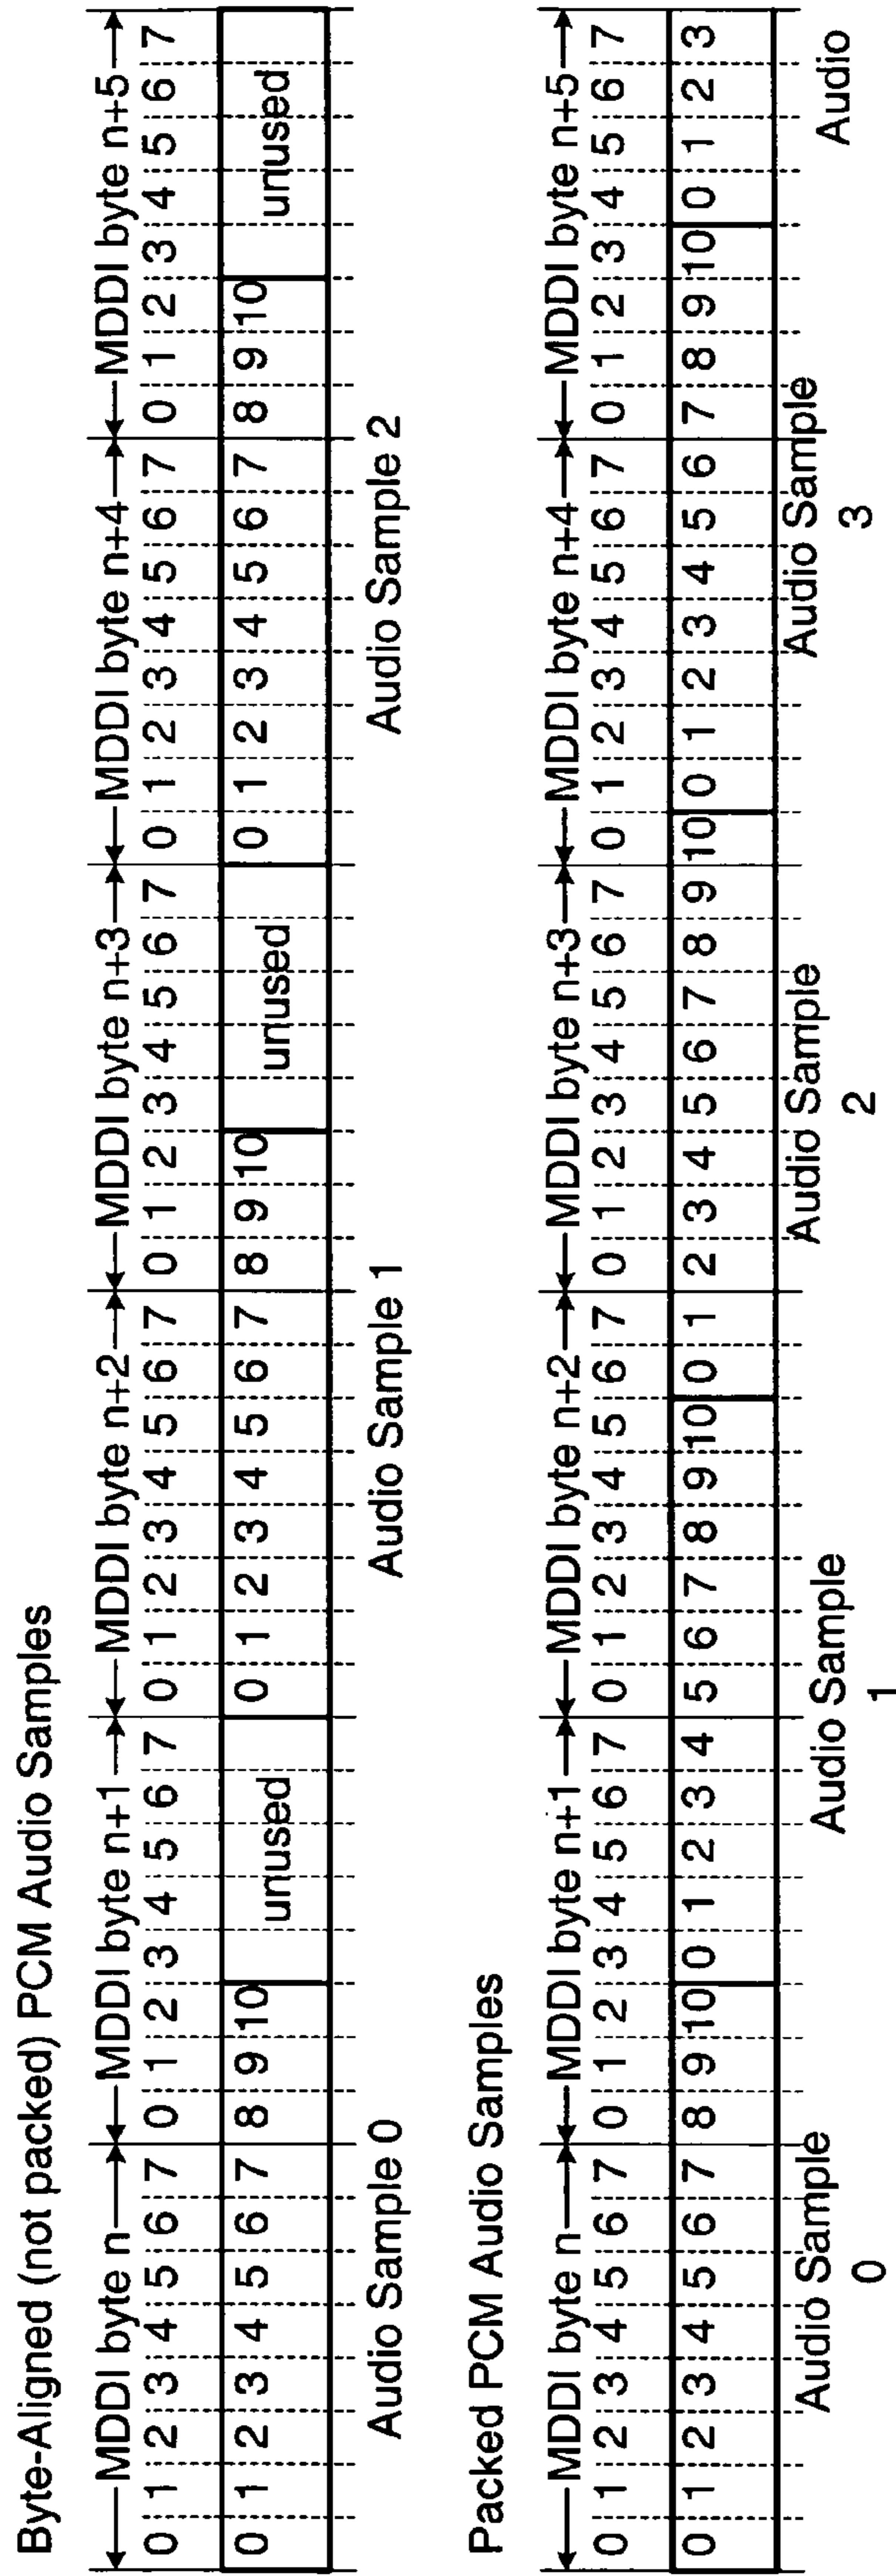 Byte-Aligned (not packed) PCM Audio Samples
MDDI byte n MDDI byte n+1 MDDI byte n+2 MDDI byte n+3 MDDI byte n+4 MDDI byte n+5
0 1 2 3 4 5 6 7 0 1 2 3 4 5 6 7 0 1 2 3 4 5 6 7 0 1 2 3 4 5 6 7 0 1 2 3 4 5 6 7 0 1 2 3 4 5 6 7
0 1 2 3 4 5 6 7 8 9 10 unused 0 1 2 3 4 5 6 7 8 9 10 unused 0 1 2 3 4 5 6 7 8 9 10 unused
Audio Sample 0 Audio Sample 1 Audio Sample 2
Packed PCM Audio Samples
MDDI byte n MDDI byte n+1 MDDI byte n+2 MDDI byte n+3 MDDI byte n+4 MDDI byte n+5
0 1 2 3 4 5 6 7 0 1 2 3 4 5 6 7 0 1 2 3 4 5 6 7 0 1 2 3 4 5 6 7 0 1 2 3 4 5 6 7 0 1 2 3 4 5 6 7
0 1 2 3 4 5 6 7 8 9 10 0 1 2 3 4 5 6 7 8 9 10 0 1 2 3 4 5 6 7 8 9 10 0 1 2 3 4 5 6 7 8 9 10 0 1 2 3
Audio Sample Audio Sample Audio Sample Audio Sample Audio
0 1 2 3